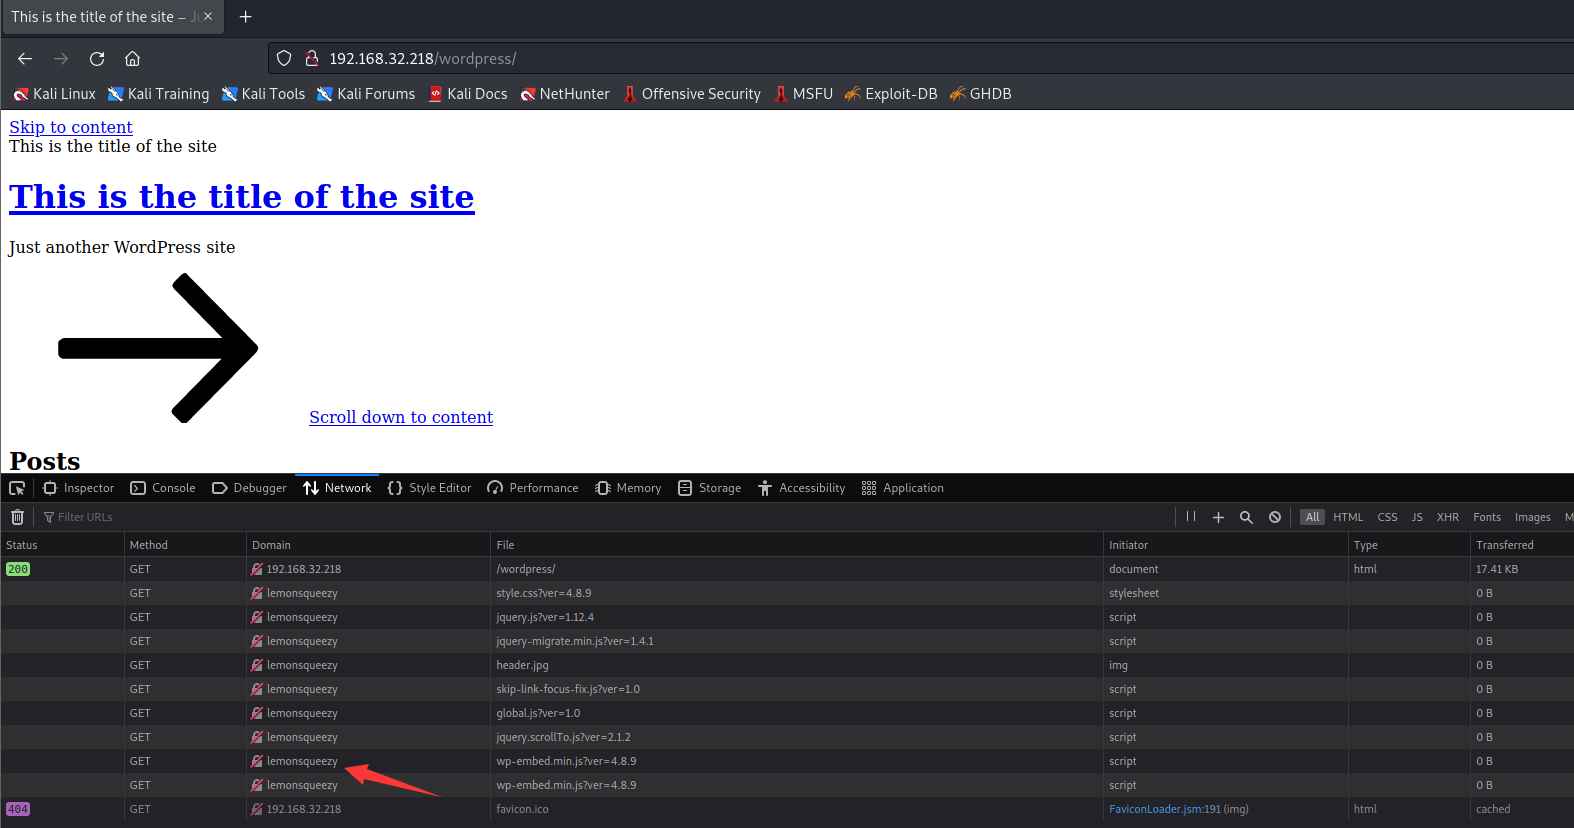 This is the title of the site – J
192.168.32.218/wordpress/
Kali Linux Kali Training Kali Tools Kali Forums Kali Docs NetHunter Offensive Security MSFU Exploit-DB GHDB
Skip to content
This is the title of the site
This is the title of the site
Just another WordPress site
Scroll down to content
Posts
Inspector Console Debugger Network Style Editor Performance Memory Storage Accessibility Application
Filter URLs All HTML CSS JS XHR Fonts Images M
Status Method Domain File Initiator Type Transferred
200 GET 192.168.32.218 /wordpress/ document html 17.41 KB
GET lemonsqueezy style.css?ver=4.8.9 stylesheet 0 B
GET lemonsqueezy jquery.js?ver=1.12.4 script 0 B
GET lemonsqueezy jquery-migrate.min.js?ver=1.4.1 script 0 B
GET lemonsqueezy header.jpg img 0 B
GET lemonsqueezy skip-link-focus-fix.js?ver=1.0 script 0 B
GET lemonsqueezy global.js?ver=1.0 script 0 B
GET lemonsqueezy jquery.scrollTo.js?ver=2.1.2 script 0 B
GET lemonsqueezy wp-embed.min.js?ver=4.8.9 script 0 B
GET lemonsqueezy wp-embed.min.js?ver=4.8.9 script 0 B
404 GET 192.168.32.218 favicon.ico FaviconLoader.jsm:191 (img) html cached